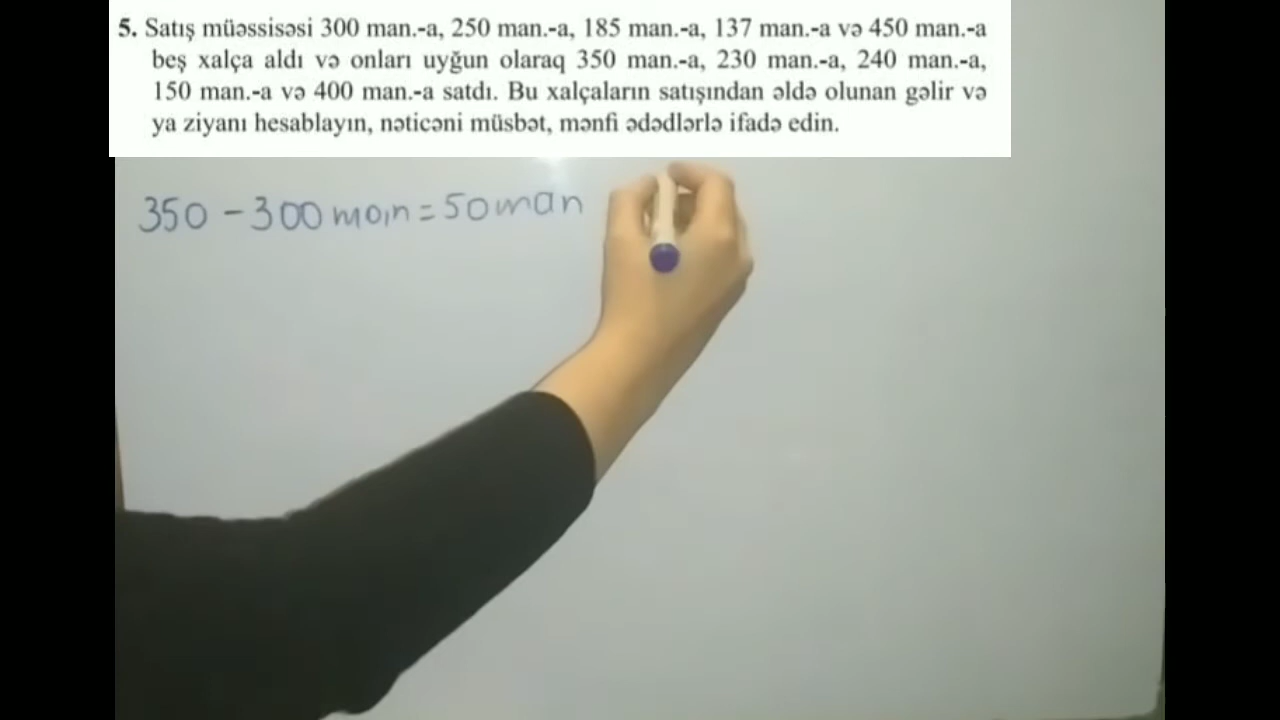 5. Satış müəssisəsi 300 man.-a, 250 man.-a, 185 man.-a, 137 man.-a və 450 man.-a
beş xalça aldı və onları uyğun olaraq 350 man.-a, 230 man.-a, 240 man.-a,
150 man.-a və 400 man.-a satdı. Bu xalçaların satışından əldə olunan gəlir və
ya ziyanı hesablayın, nəticəni müsbət, mənfi ədədlərlə ifadə edin.
350 - 300 man = 50 man